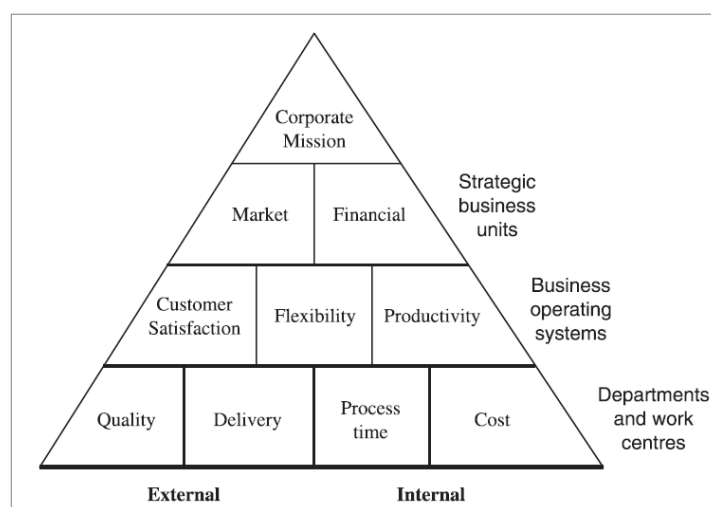 Corporate
Mission
Market
Financial
Strategic
business
units
Customer
Satisfaction
Flexibility
Productivity
Business
operating
systems
Quality
Delivery
Process
time
Cost
Departments
and work
centres
External
Internal